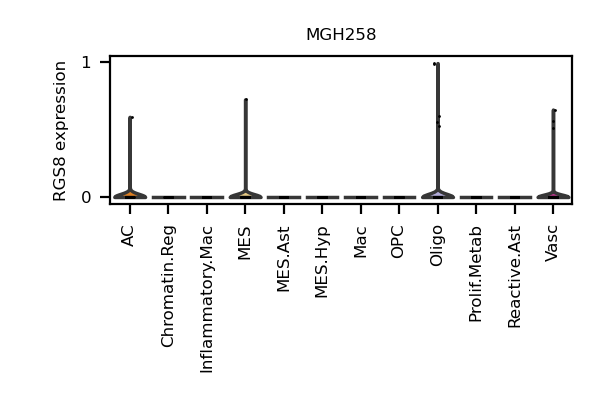 MGH258
RGS8 expression
1
0
AC
Chromatin.Reg
Inflammatory.Mac
MES
MES.Ast
MES.Hyp
Mac
OPC
Oligo
Prolif.Metab
Reactive.Ast
Vasc